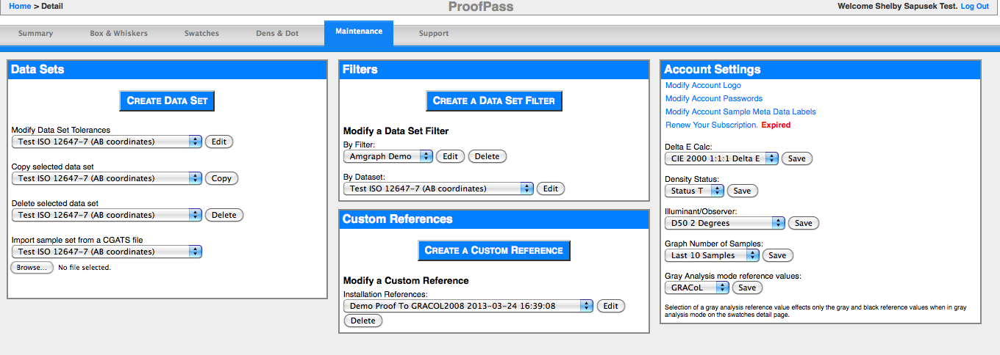 Home > Detail
ProofPass
Welcome Shelby Sapusek Test. Log Out
Summary
Box & Whiskers
Swatches
Dens & Dot
Maintenance
Support
Data Sets
CREATE DATA SET
Modify Data Set Tolerances
Test ISO 12647-7 (AB coordinates) Edit
Copy selected data set
Test ISO 12647-7 (AB coordinates) Copy
Delete selected data set
Test ISO 12647-7 (AB coordinates) Delete
Import sample set from a CGATS file
Test ISO 12647-7 (AB coordinates)
Browse... No file selected.
Filters
CREATE A DATA SET FILTER
Modify a Data Set Filter
By Filter:
Amgraph Demo Edit Delete
By Dataset:
Test ISO 12647-7 (AB coordinates) Edit
Custom References
CREATE A CUSTOM REFERENCE
Modify a Custom Reference
Installation References:
Demo Proof To GRACOL2008 2013-03-24 16:39:08 Edit
Delete
Account Settings
Modify Account Logo
Modify Account Passwords
Modify Account Sample Meta Data Labels
Renew Your Subscription. Expired
Delta E Calc:
CIE 2000 1:1:1 Delta E Save
Density Status:
Status T Save
Illuminant/Observer:
D50 2 Degrees Save
Graph Number of Samples:
Last 10 Samples Save
Gray Analysis mode reference values:
GRACoL Save
Selection of a gray analysis reference value effects only the gray and black reference values when in gray
analysis mode on the swatches detail page.